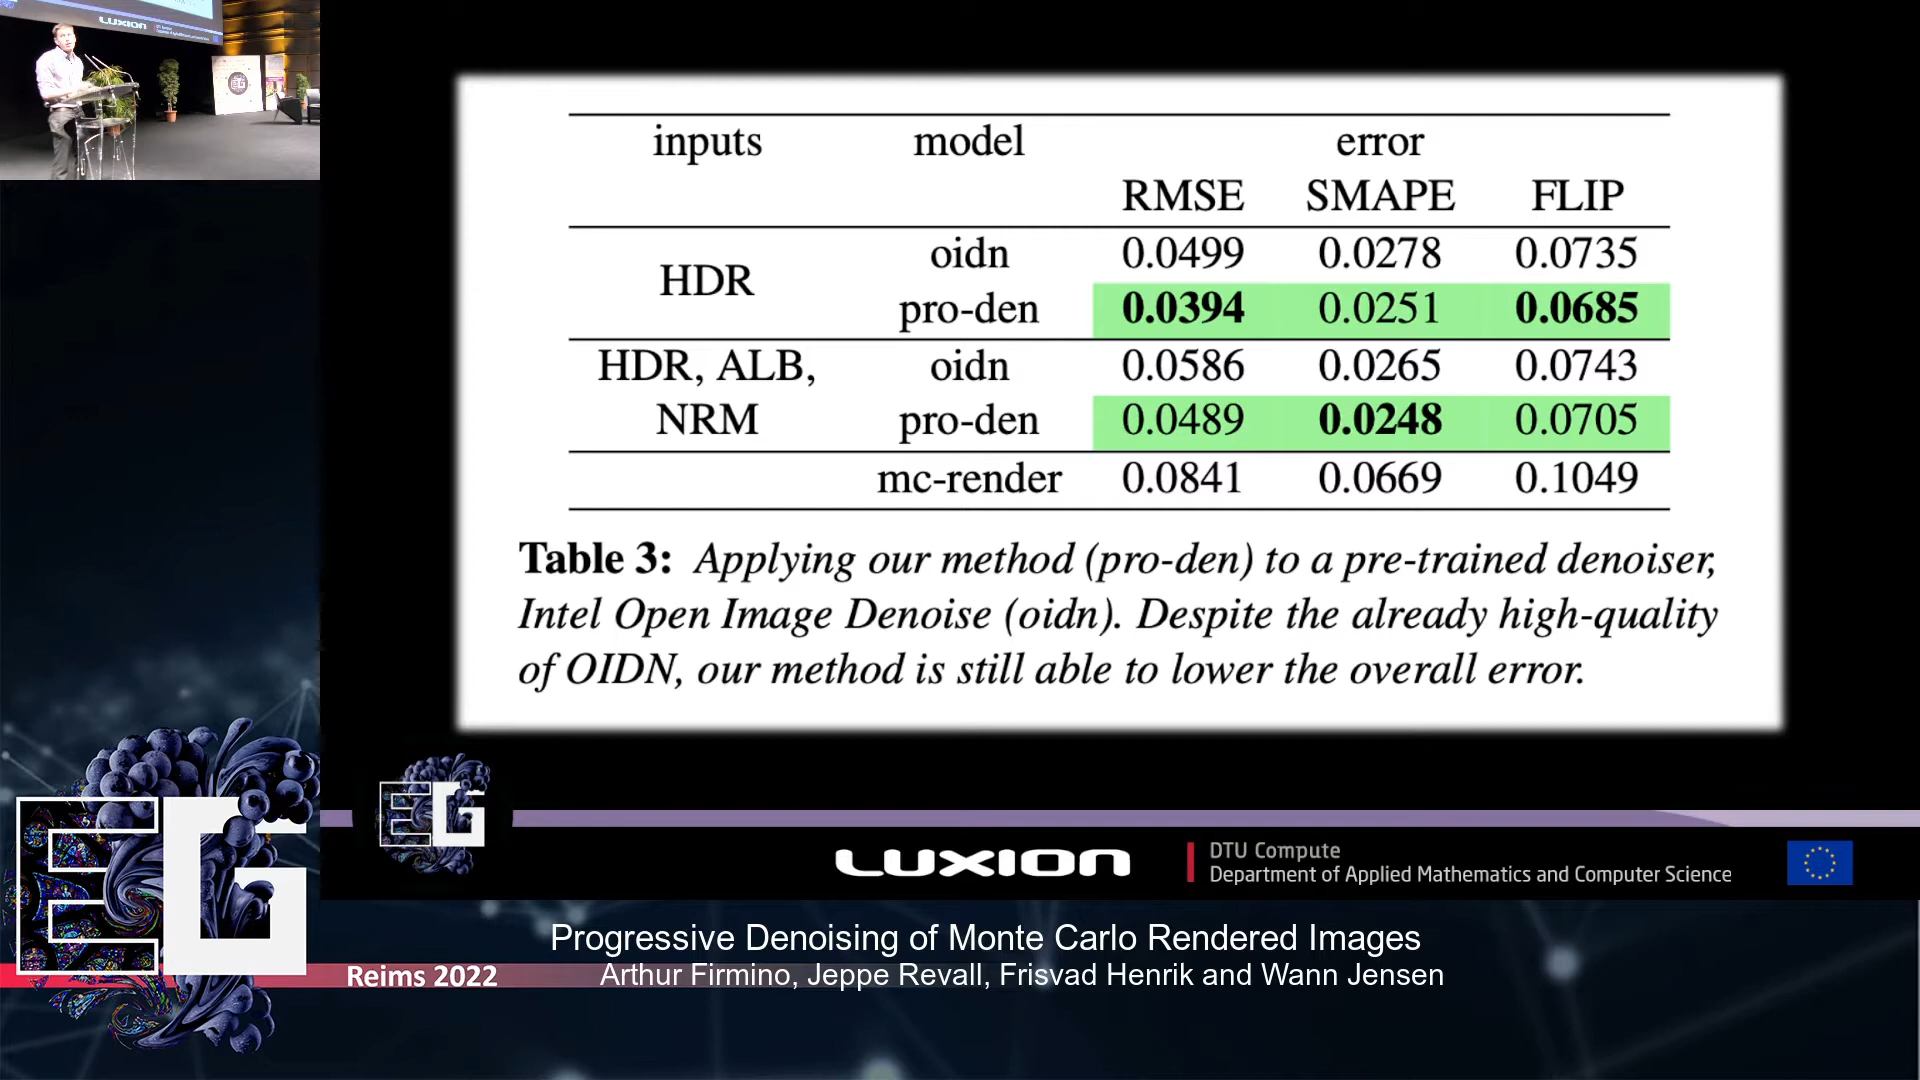 LUXION
EG
inputs model error
RMSE SMAPE FLIP
HDR oidn 0.0499 0.0278 0.0735
pro-den 0.0394 0.0251 0.0685
HDR, ALB, oidn 0.0586 0.0265 0.0743
NRM pro-den 0.0489 0.0248 0.0705
mc-render 0.0841 0.0669 0.1049
Table 3: Applying our method (pro-den) to a pre-trained denoiser,
Intel Open Image Denoise (oidn). Despite the already high-quality
of OIDN, our method is still able to lower the overall error.
EG
LUXION
DTU Compute
Department of Applied Mathematics and Computer Science
EG
Progressive Denoising of Monte Carlo Rendered Images
Reims 2022
Arthur Firmino, Jeppe Revall, Frisvad Henrik and Wann Jensen